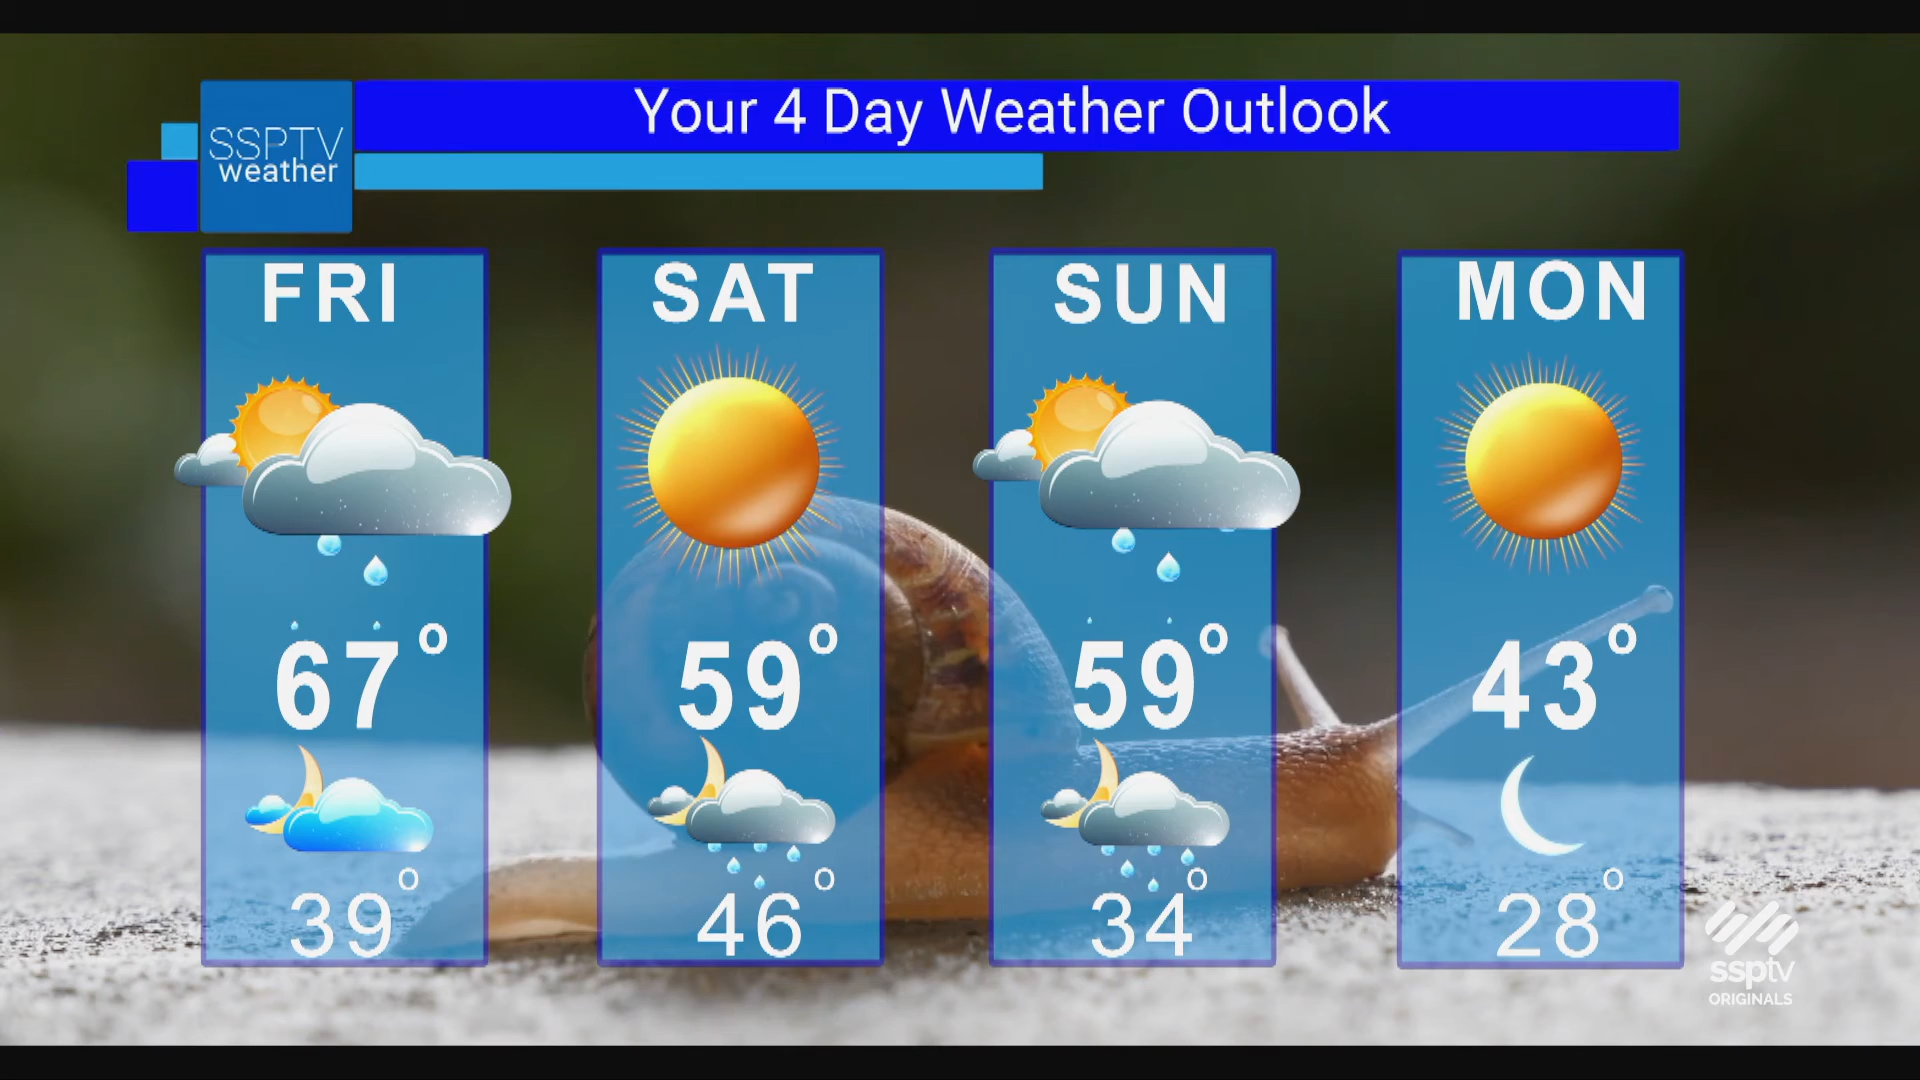 Your 4 Day Weather Outlook
SSPTV
weather
FRI SAT SUN MON
67° 59° 59° 43°
39° 46° 34° 28°
ssptv
ORIGINALS